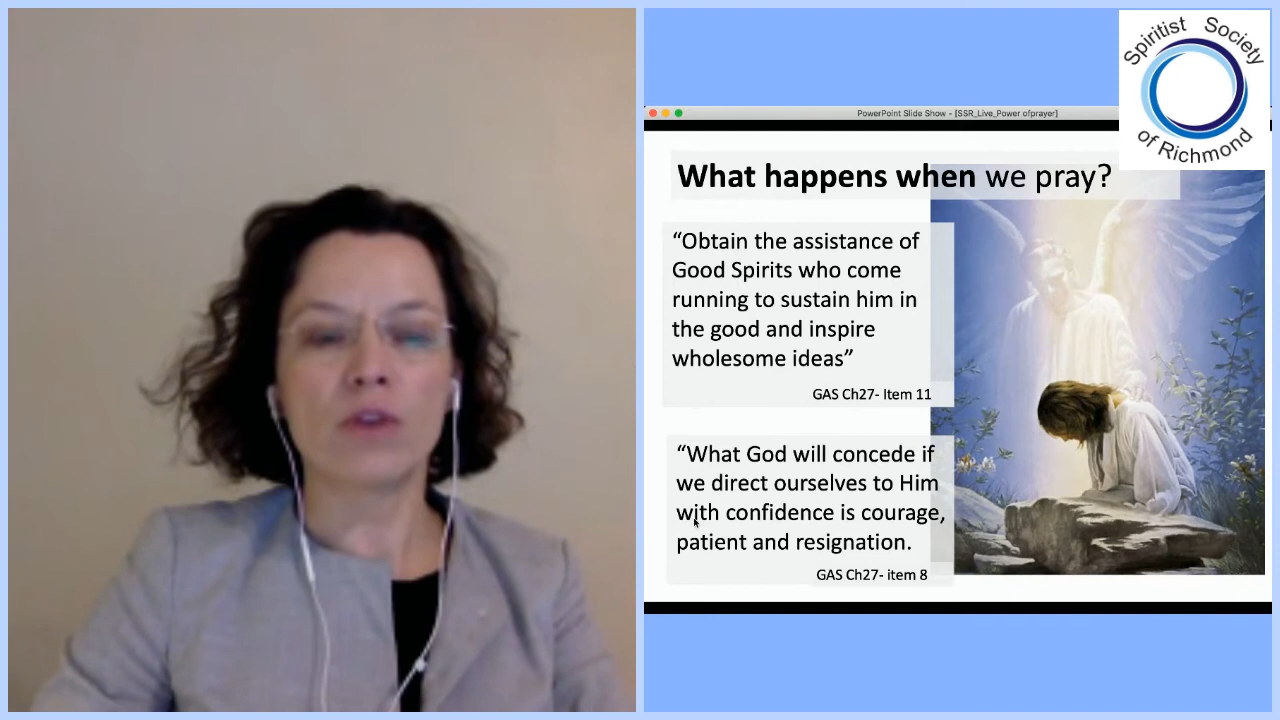 Spiritist Society
of Richmond
PowerPoint Slide Show - [SSR_Live_Power ofprayer]
What happens when we pray?
“Obtain the assistance of
Good Spirits who come
running to sustain him in
the good and inspire
wholesome ideas”
GAS Ch27- Item 11
“What God will concede if
we direct ourselves to Him
with confidence is courage,
patient and resignation.
GAS Ch27- item 8